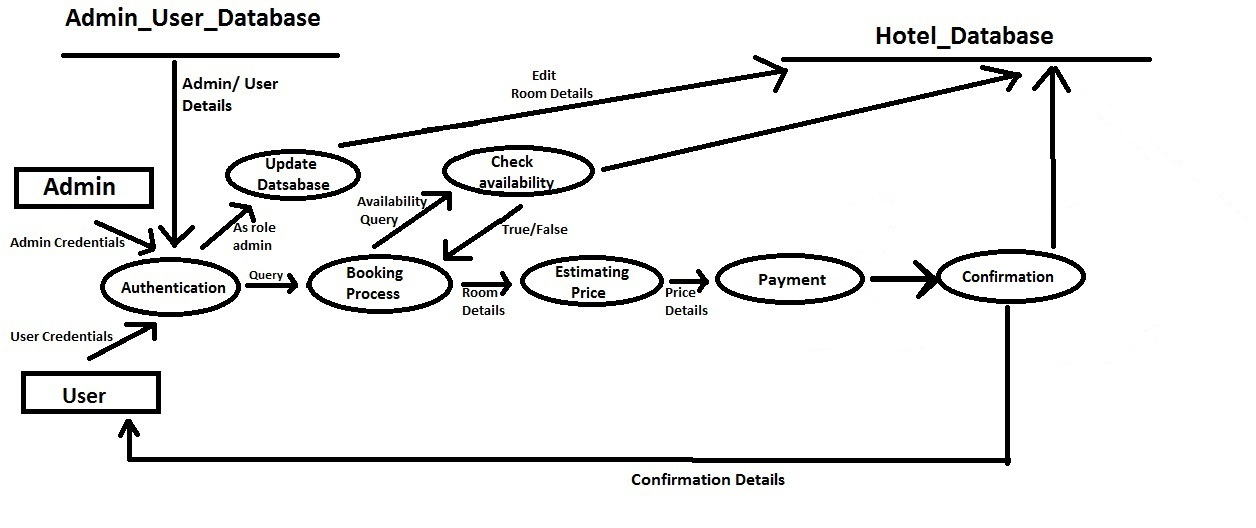 Admin_User_Database
Hotel_Database
Admin/ User
Details
Edit
Room Details
Update
Datsabase
Check
availability
Admin
Availability
Query
As role
admin
True/False
Admin Credentials
Authentication
Query
Booking
Process
Room
Details
Estimating
Price
Price
Details
Payment
Confirmation
User Credentials
User
Confirmation Details